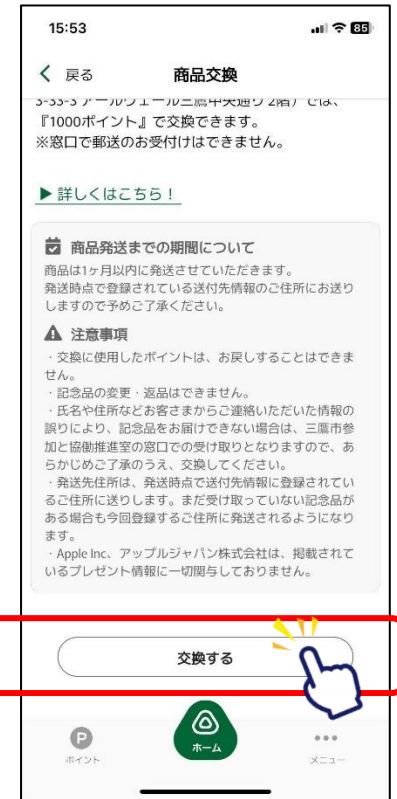 15:53
85
戻る
商品交換
3-33-3 アールヴェール三鷹中央通り 2階）では、
『1000ポイント』で交換できます。
※窓口で郵送のお受付けはできません。
▶詳しくはこちら！
商品発送までの期間について
商品は1ヶ月以内に発送させていただきます。
発送時点で登録されている送付先情報のご住所にお送り
しますので予めご了承ください。
注意事項
・交換に使用したポイントは、お戻しすることはできま
せん。
・記念品の変更・返品はできません。
・氏名や住所などお客さまからご連絡いただいた情報の
誤りにより、記念品をお届けできない場合は、三鷹市参
加と協働推進室の窓口での受け取りとなりますので、あ
らかじめご了承のうえ、交換してください。
・発送先住所は、発送時点で送付先情報に登録されてい
るご住所に送りします。まだ受け取っていない記念品が
ある場合も今回登録するご住所に発送されるようになり
ます。
・Apple Inc、アップルジャパン株式会社は、掲載されて
いるプレゼント情報に一切関与しておりません。
交換する
P
ポイント
ホーム
メニュー